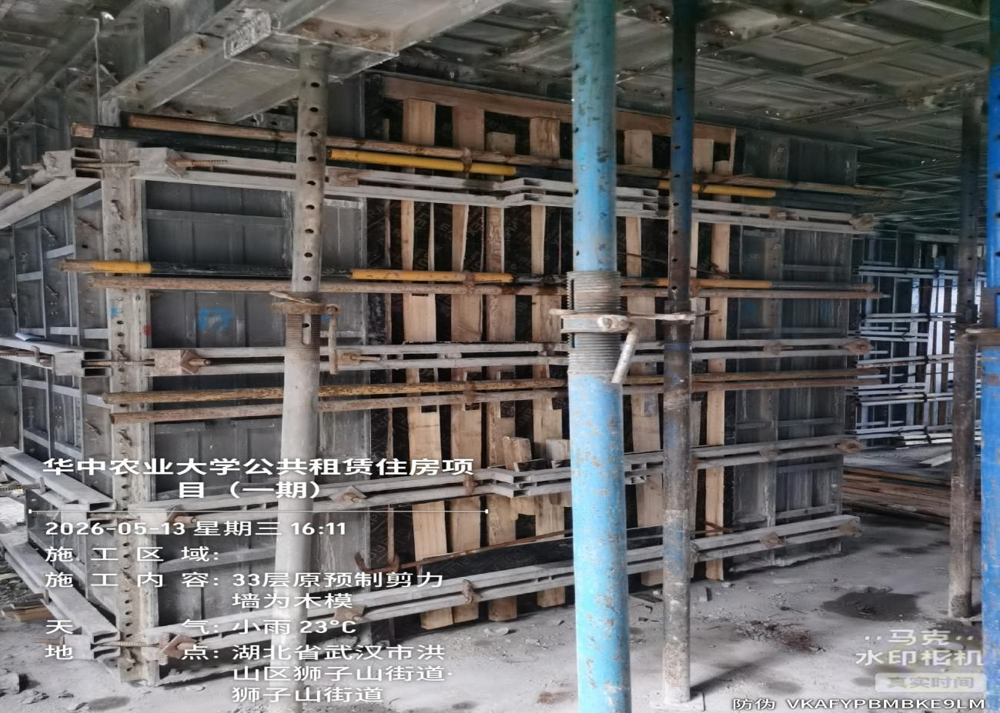 华中农业大学公共租赁住房项
目（一期）
2026-05-13 星期三 16:11
施工区域:
施工内容: 33层原预制剪力
墙为木模
天气: 小雨 23°C
地点: 湖北省武汉市洪
山区狮子山街道·
狮子山街道
马克
水印相机
真实时间
防伪 VKAFYPBMBKE9LM